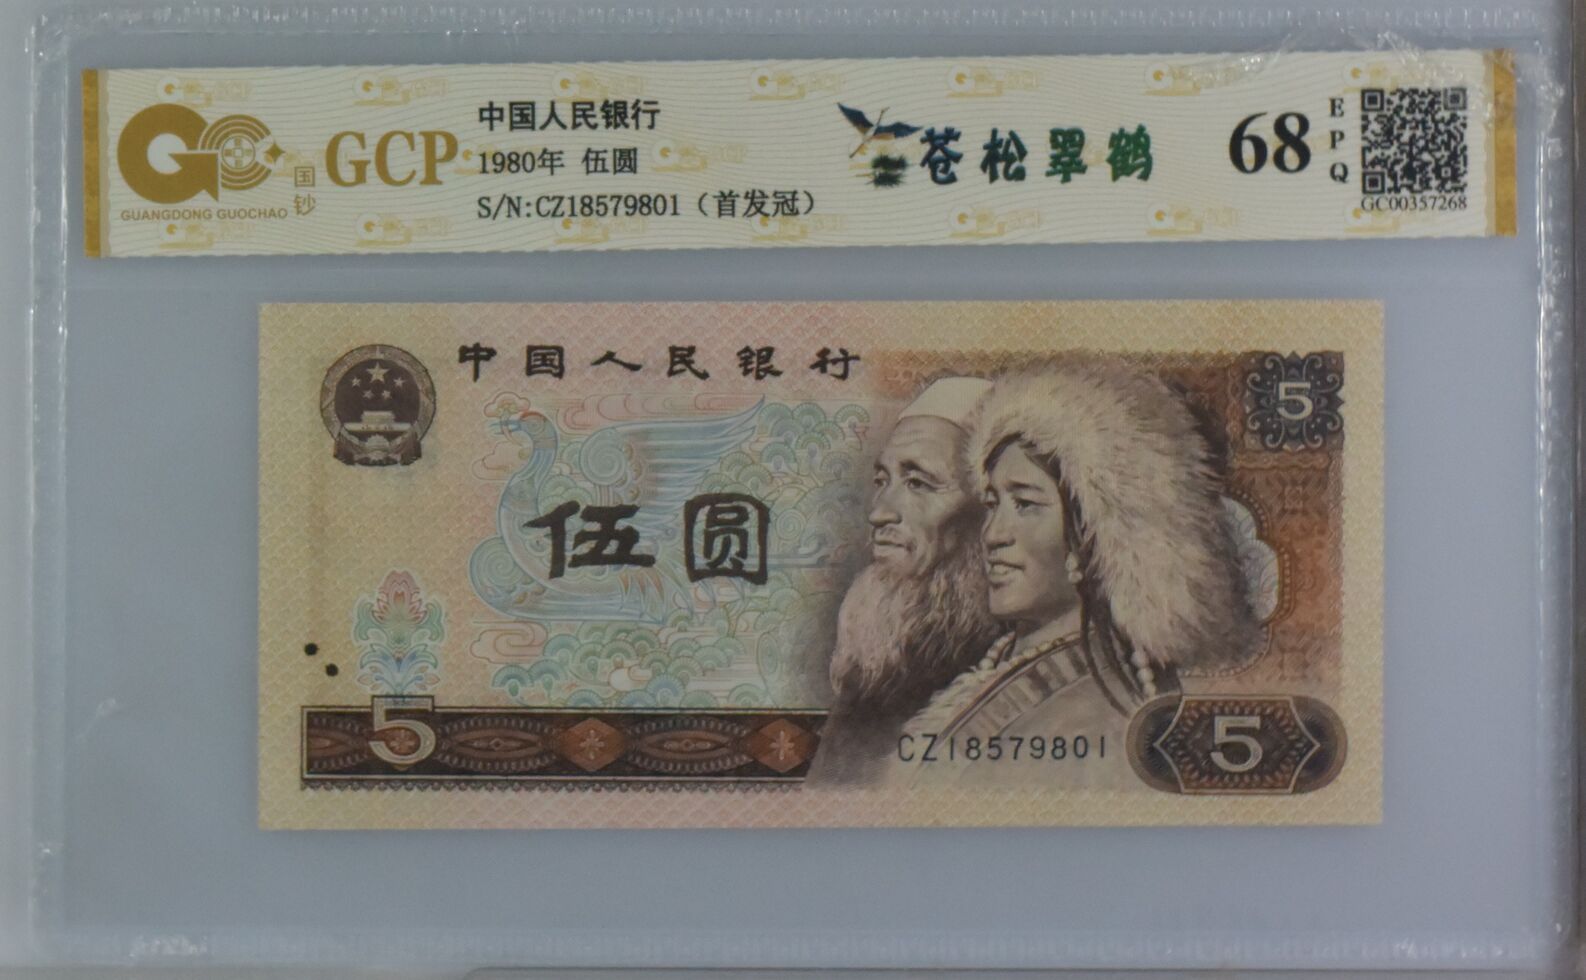 GUANGDONG GUOCHAO
国钞
GCP
中国人民银行
1980年 伍圆
S/N:CZ18579801（首发冠）
苍松翠鹤
68
EPQ
GC00357268
中国人民银行
5
伍圆
5
CZ18579801
5